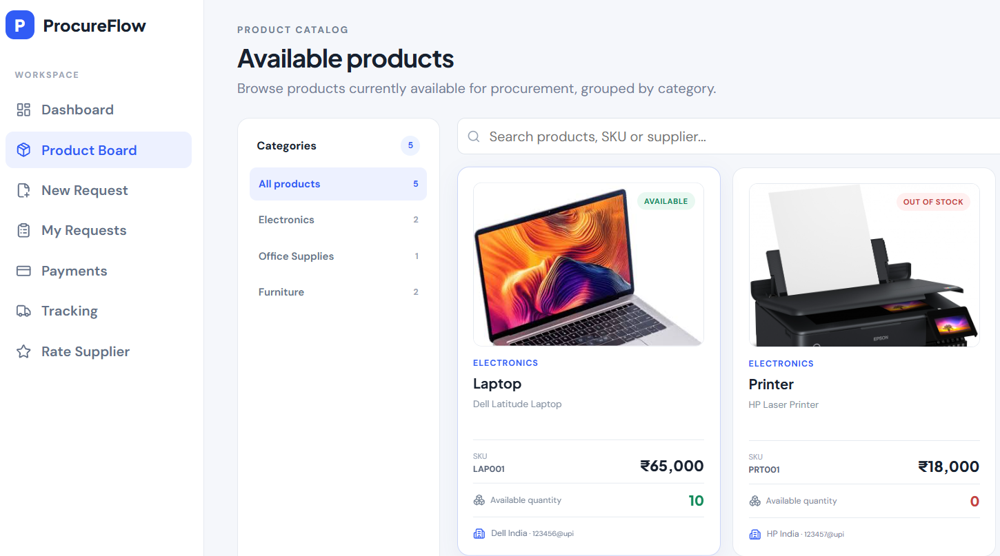 P ProcureFlow
WORKSPACE
Dashboard
Product Board
New Request
My Requests
Payments
Tracking
Rate Supplier
PRODUCT CATALOG
Available products
Browse products currently available for procurement, grouped by category.
Categories 5
All products 5
Electronics 2
Office Supplies 1
Furniture 2
Search products, SKU or supplier...
AVAILABLE
ELECTRONICS
Laptop
Dell Latitude Laptop
SKU
LAP001
₹65,000
Available quantity 10
Dell India · 123456@upi
OUT OF STOCK
EPSON
ELECTRONICS
Printer
HP Laser Printer
SKU
PRT001
₹18,000
Available quantity 0
HP India · 123457@upi